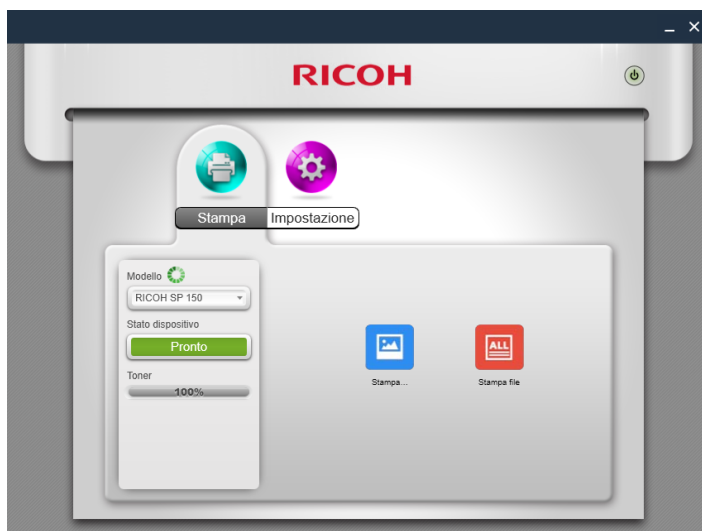 RICOH
Stampa
Impostazione
Modello
RICOH SP 150
Stato dispositivo
Pronto
Toner
100%
ALL
Stampa...
Stampa file